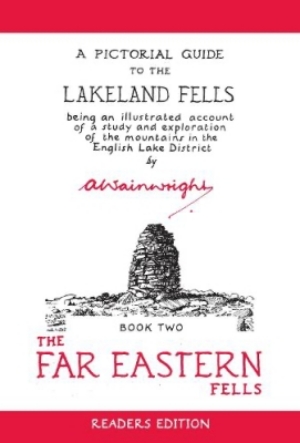 A PICTORIAL GUIDE
TO THE
LAKELAND FELLS
being an illustrated account
of a study and exploration
of the mountains in the
English Lake District
by
AWainwright
BOOK TWO
THE
FAR EASTERN
FELLS
READERS EDITION